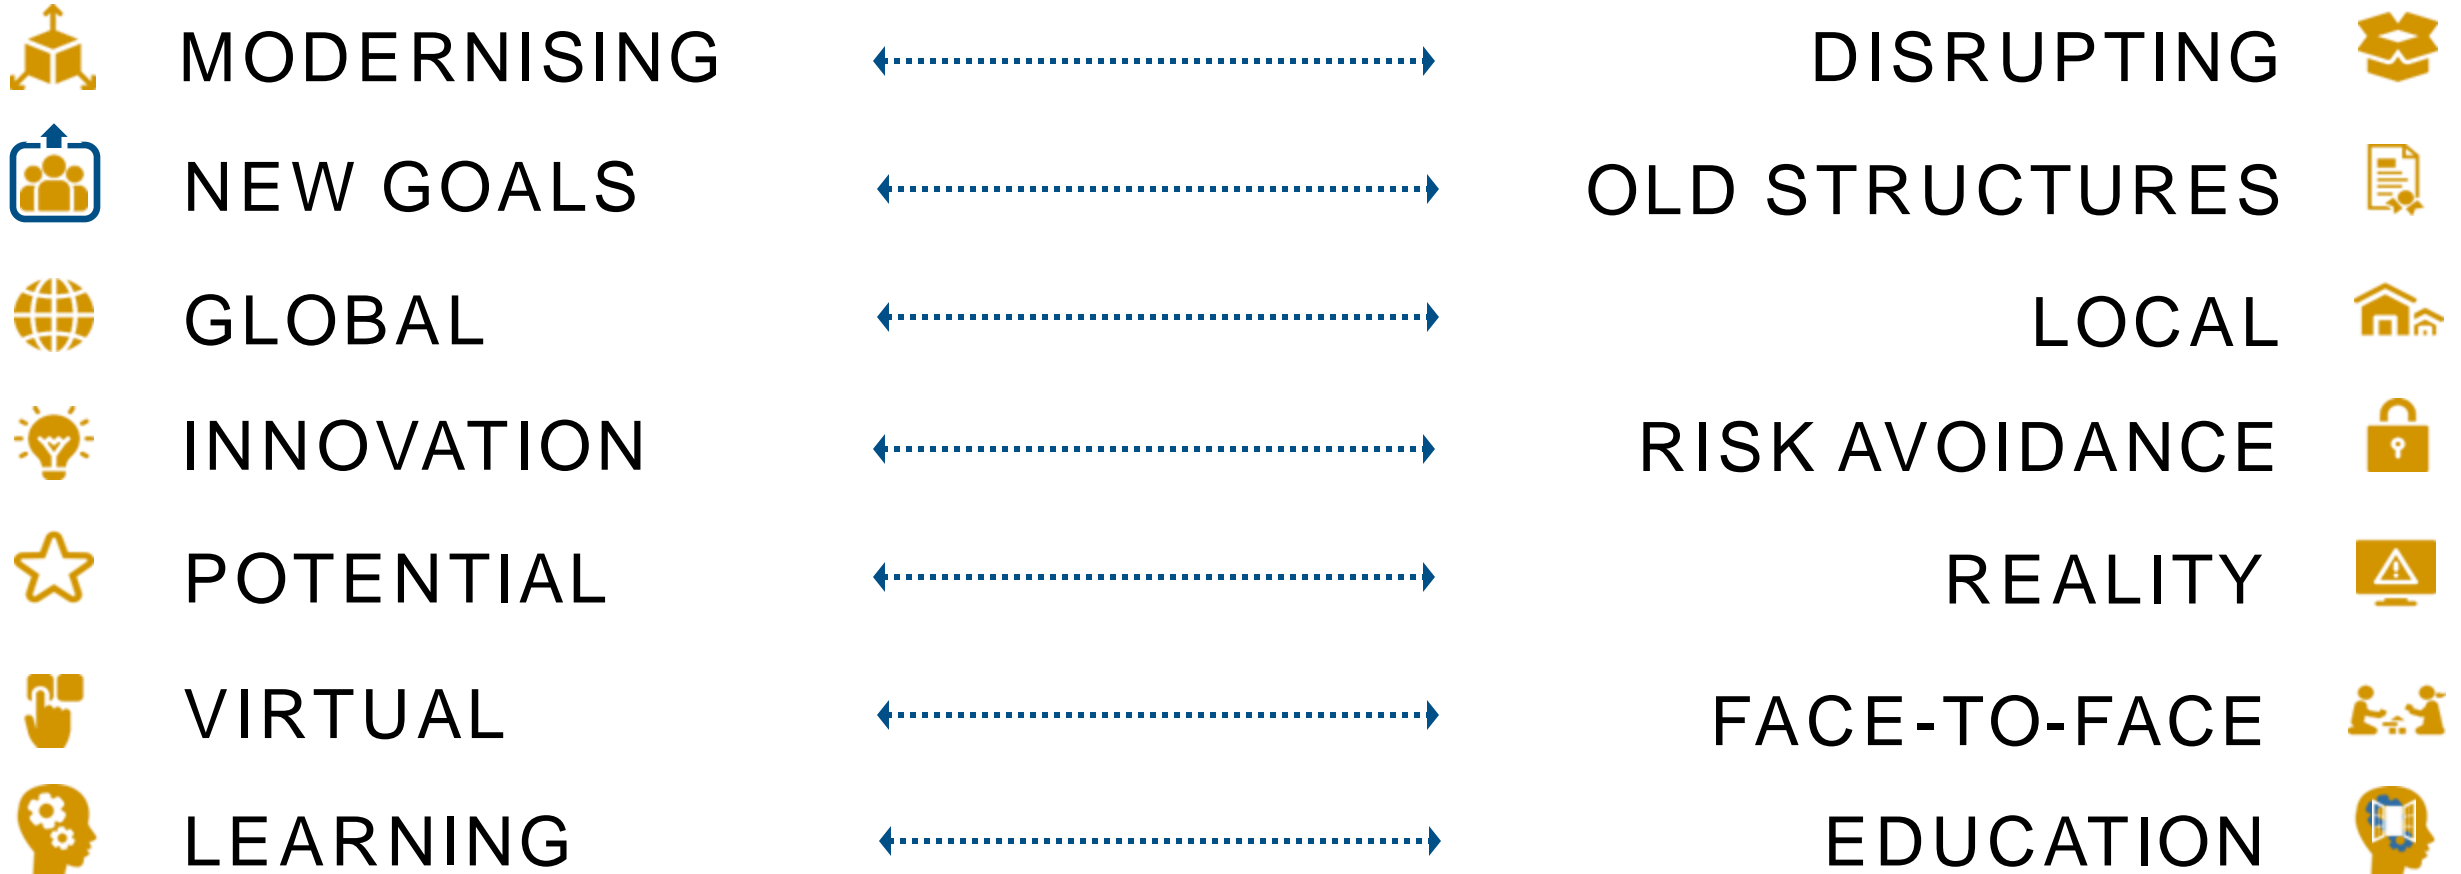 MODERNISING DISRUPTING
NEW GOALS OLD STRUCTURES
GLOBAL LOCAL
INNOVATION RISK AVOIDANCE
POTENTIAL REALITY
VIRTUAL FACE-TO-FACE
LEARNING EDUCATION